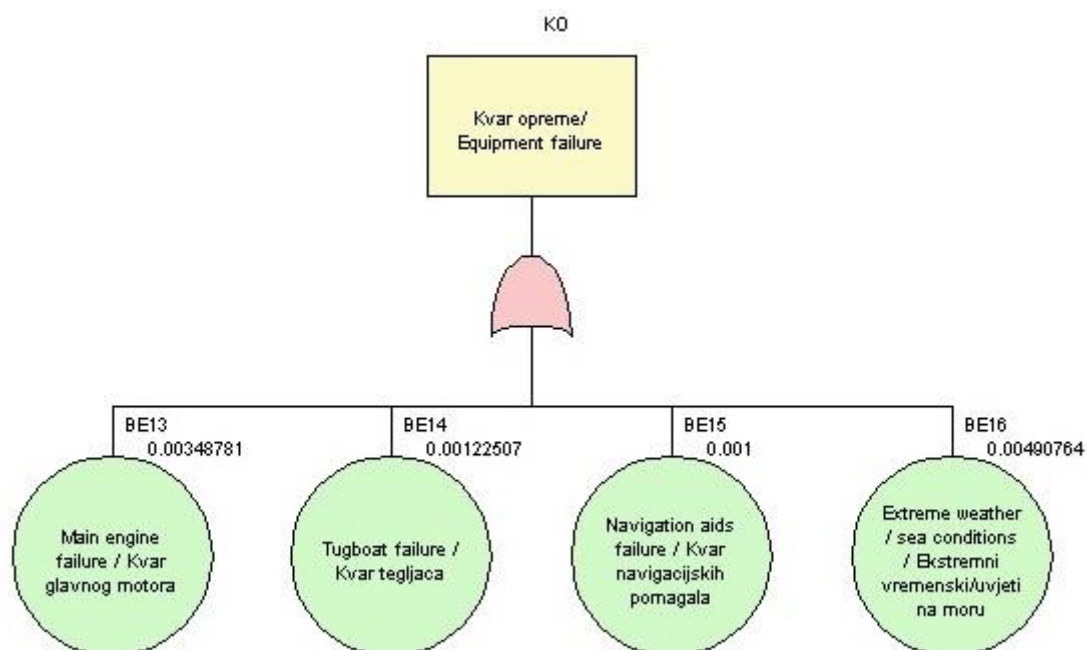 KO
Kvar opreme/
Equipment failure
BE13
0.00348781
BE14
0.00122507
BE15
0.001
BE16
0.00490764
Main engine
failure / Kvar
glavnog motora
Tugboat failure /
Kvar tegljaca
Navigation aids
failure / Kvar
navigacijskih
pomagala
Extreme weather
/ sea conditions
/ Ekstremni
vremenski/uvjeti
na moru